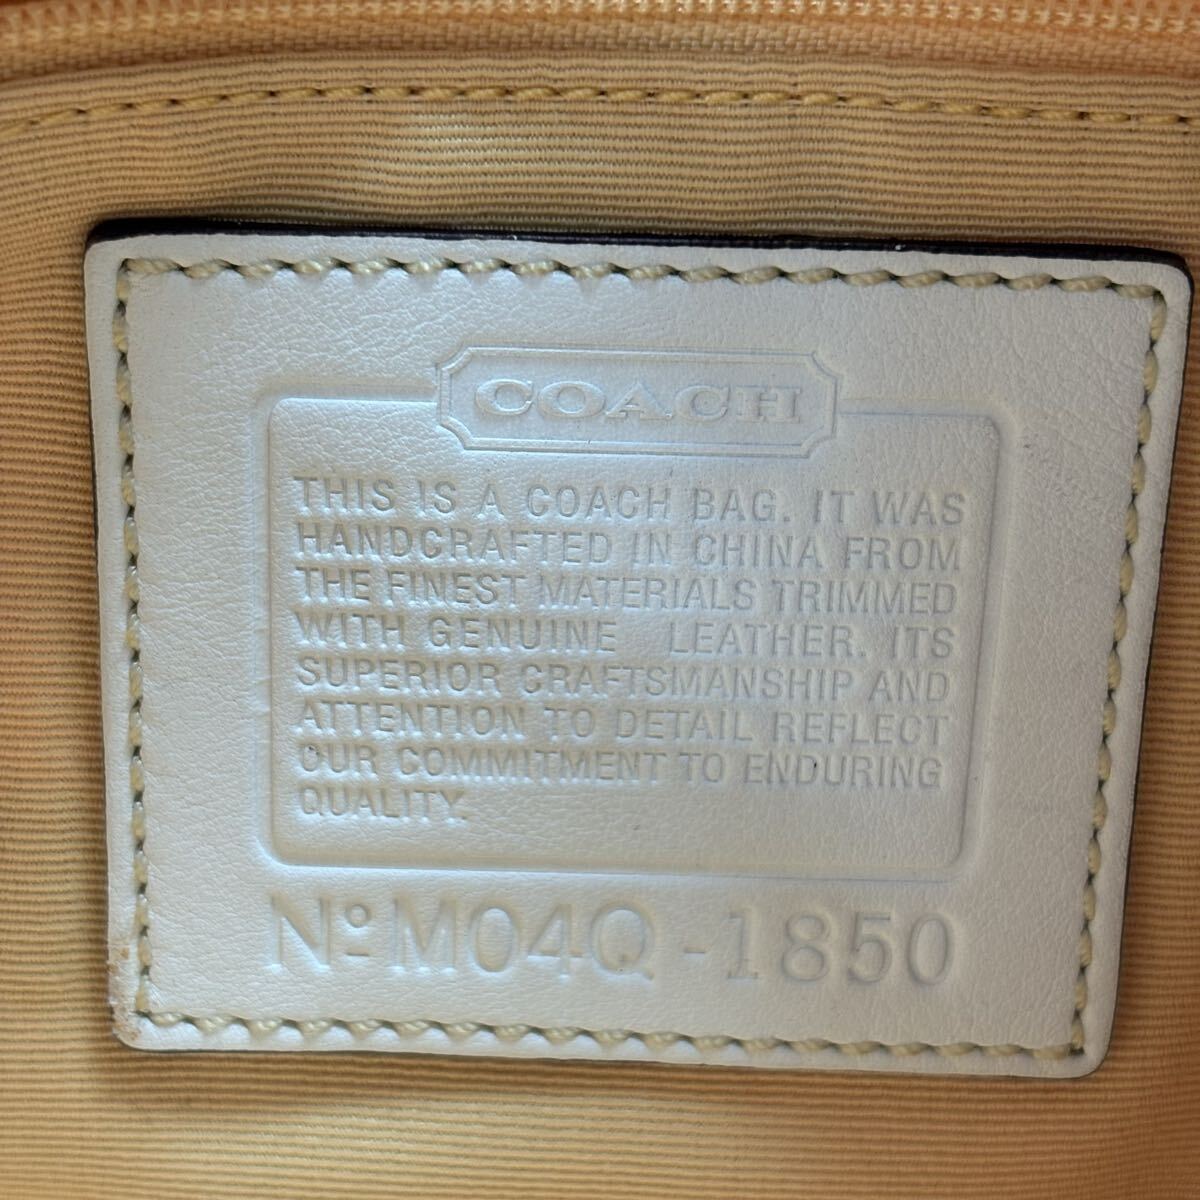 COACH
THIS IS A COACH BAG. IT WAS
HANDCRAFTED IN CHINA FROM
THE FINEST MATERIALS TRIMMED
WITH GENUINE LEATHER. ITS
SUPERIOR CRAFTSMANSHIP AND
ATTENTION TO DETAIL REFLECT
OUR COMMITMENT TO ENDURING
QUALITY.
Nº M04Q-1850